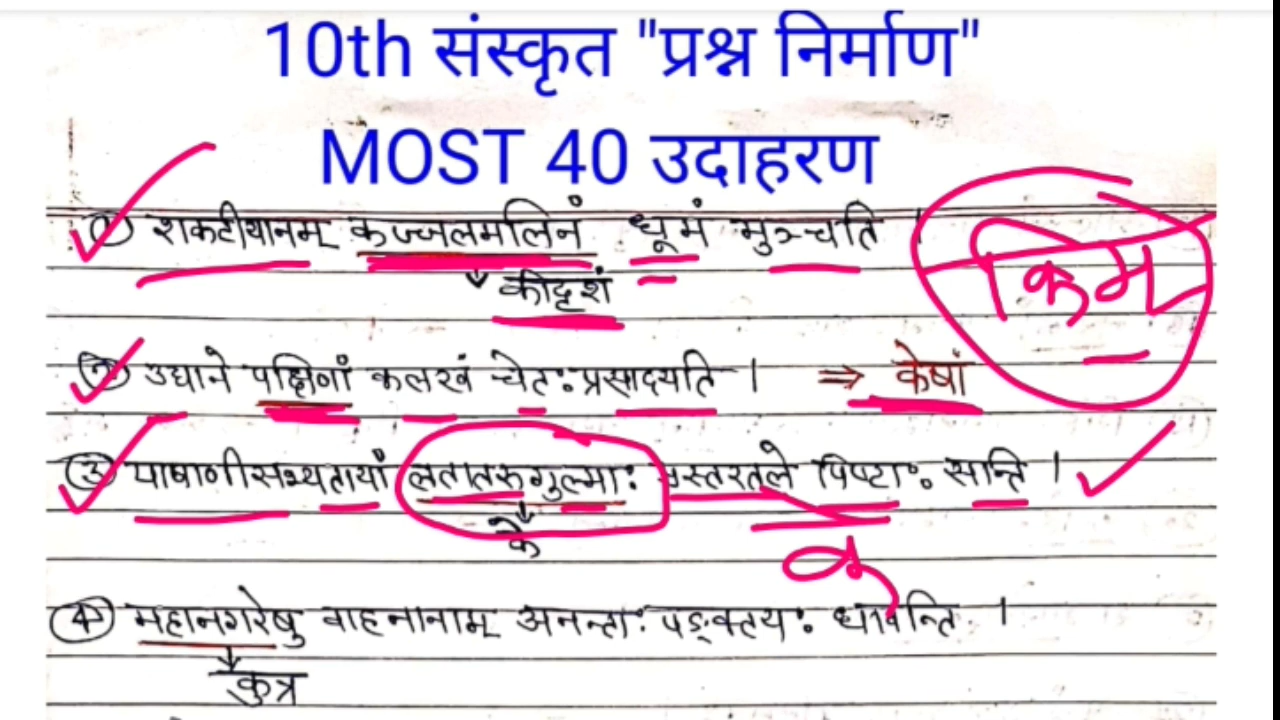 10th संस्कृत "प्रश्न निर्माण"
MOST 40 उदाहरण
① शकटीयानम् कज्जलमलिनं धूमं मुञ्चति ।
कीदृशं
किम
② उद्याने पक्षिणां कलरवं चेतः प्रसादयति । ⇒ केषां
③ पाषाणीसभ्यतायां लतातरुगुल्माः प्रस्तरतले पिष्टाः सन्ति ।
के
④ महानगरेषु वाहनानाम् अनन्ताः पङ्क्तयः धावन्ति ।
कुत्र